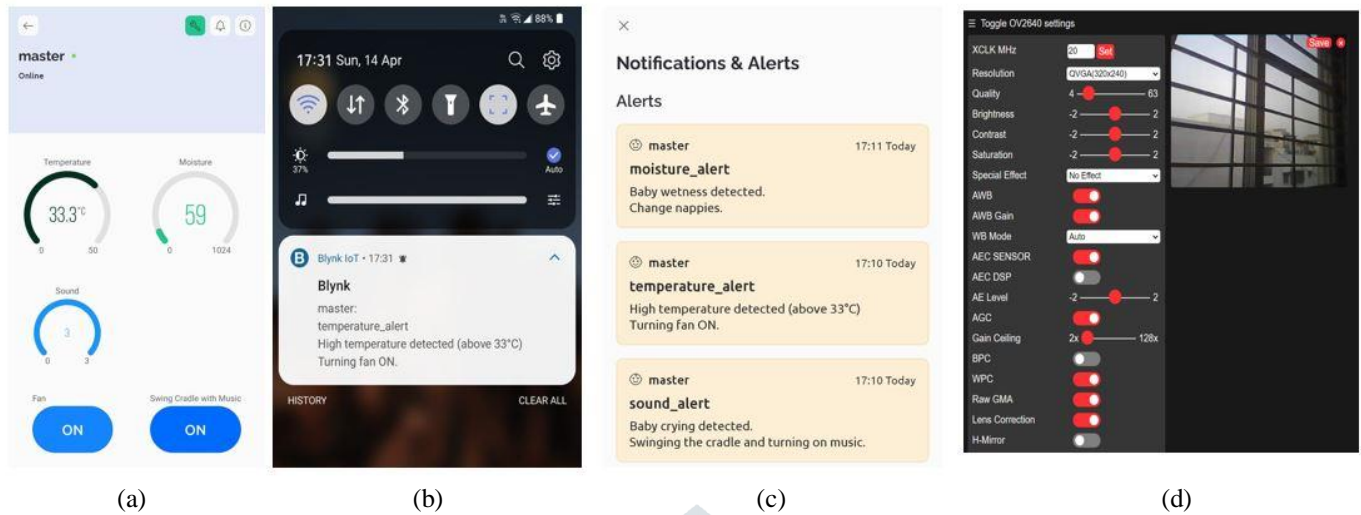 master
Online
Temperature
Moisture
33.3°C
59
0 50
0 1024
Sound
3
0 3
Fan
Swing Cradle with Music
ON
ON
(a)
88%
17:31 Sun, 14 Apr
37%
Auto
B Blynk IoT • 17:31
Blynk
master:
temperature_alert
High temperature detected (above 33°C)
Turning fan ON.
HISTORY CLEAR ALL
(b)
Notifications & Alerts
Alerts
master 17:11 Today
moisture_alert
Baby wetness detected.
Change nappies.
master 17:10 Today
temperature_alert
High temperature detected (above 33°C)
Turning fan ON.
master 17:10 Today
sound_alert
Baby crying detected.
Swinging the cradle and turning on music.
(c)
Toggle OV2640 settings
XCLK MHz 20 Set
Resolution QVGA(320x240)
Quality 4 63
Brightness -2 2
Contrast -2 2
Saturation -2 2
Special Effect No Effect
AWB
AWB Gain
WB Mode Auto
AEC SENSOR
AEC DSP
AE Level -2 2
AGC
Gain Ceiling 2x 128x
BPC
WPC
Raw GMA
Lens Correction
H-Mirror
Save
(d)